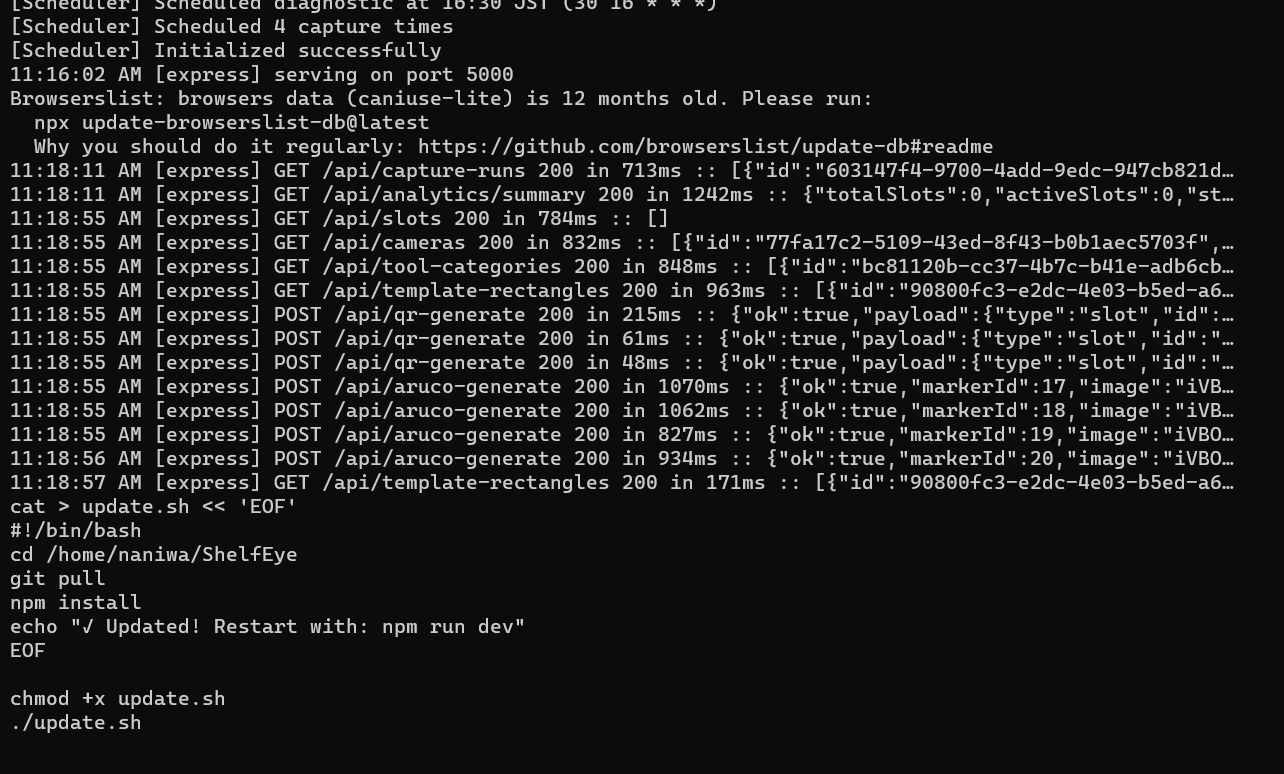 [Scheduler] Scheduled diagnostic at 16:30 JST (30 16 * * *)
[Scheduler] Scheduled 4 capture times
[Scheduler] Initialized successfully
11:16:02 AM [express] serving on port 5000
Browserslist: browsers data (caniuse-lite) is 12 months old. Please run:
  npx update-browserslist-db@latest
  Why you should do it regularly: https://github.com/browserslist/update-db#readme
11:18:11 AM [express] GET /api/capture-runs 200 in 713ms :: [{"id":"603147f4-9700-4add-9edc-947cb821d…
11:18:11 AM [express] GET /api/analytics/summary 200 in 1242ms :: {"totalSlots":0,"activeSlots":0,"st…
11:18:55 AM [express] GET /api/slots 200 in 784ms :: []
11:18:55 AM [express] GET /api/cameras 200 in 832ms :: [{"id":"77fa17c2-5109-43ed-8f43-b0b1aec5703f",…
11:18:55 AM [express] GET /api/tool-categories 200 in 848ms :: [{"id":"bc81120b-cc37-4b7c-b41e-adb6cb…
11:18:55 AM [express] GET /api/template-rectangles 200 in 963ms :: [{"id":"90800fc3-e2dc-4e03-b5ed-a6…
11:18:55 AM [express] POST /api/qr-generate 200 in 215ms :: {"ok":true,"payload":{"type":"slot","id":…
11:18:55 AM [express] POST /api/qr-generate 200 in 61ms :: {"ok":true,"payload":{"type":"slot","id":"…
11:18:55 AM [express] POST /api/qr-generate 200 in 48ms :: {"ok":true,"payload":{"type":"slot","id":"…
11:18:55 AM [express] POST /api/aruco-generate 200 in 1070ms :: {"ok":true,"markerId":17,"image":"iVB…
11:18:55 AM [express] POST /api/aruco-generate 200 in 1062ms :: {"ok":true,"markerId":18,"image":"iVB…
11:18:55 AM [express] POST /api/aruco-generate 200 in 827ms :: {"ok":true,"markerId":19,"image":"iVBO…
11:18:56 AM [express] POST /api/aruco-generate 200 in 934ms :: {"ok":true,"markerId":20,"image":"iVBO…
11:18:57 AM [express] GET /api/template-rectangles 200 in 171ms :: [{"id":"90800fc3-e2dc-4e03-b5ed-a6…
cat > update.sh << 'EOF'
#!/bin/bash
cd /home/naniwa/ShelfEye
git pull
npm install
echo "√ Updated! Restart with: npm run dev"
EOF

chmod +x update.sh
./update.sh